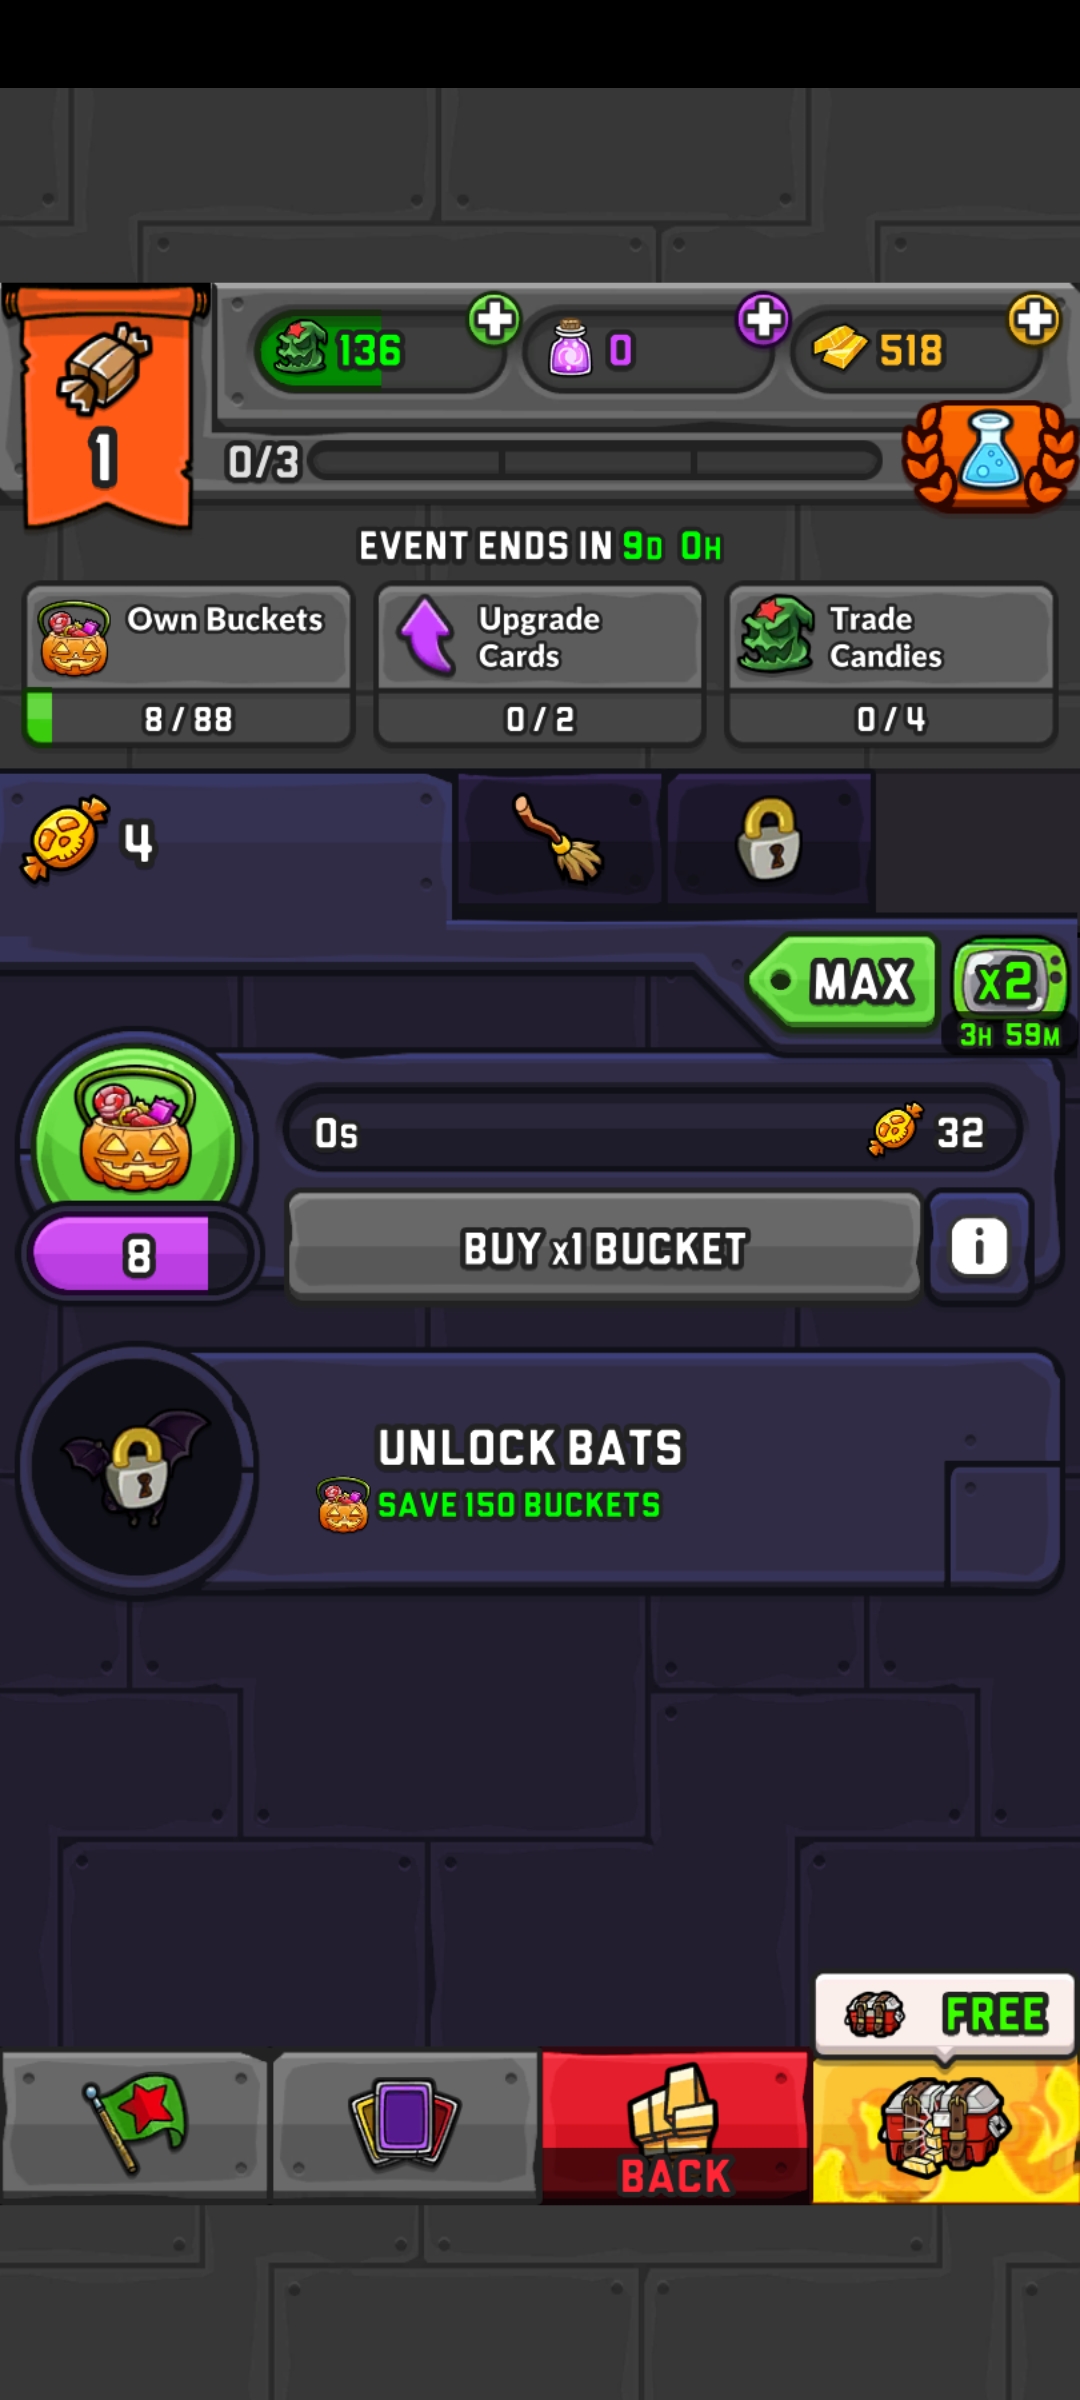 136
0
518
1
0/3
EVENT ENDS IN 9D 0H
Own Buckets
Upgrade
Cards
Trade
Candies
8 / 88
0 / 2
0 / 4
4
MAX
x2
3H 59M
0s
32
8
BUY x1 BUCKET
i
UNLOCK BATS
SAVE 150 BUCKETS
FREE
BACK